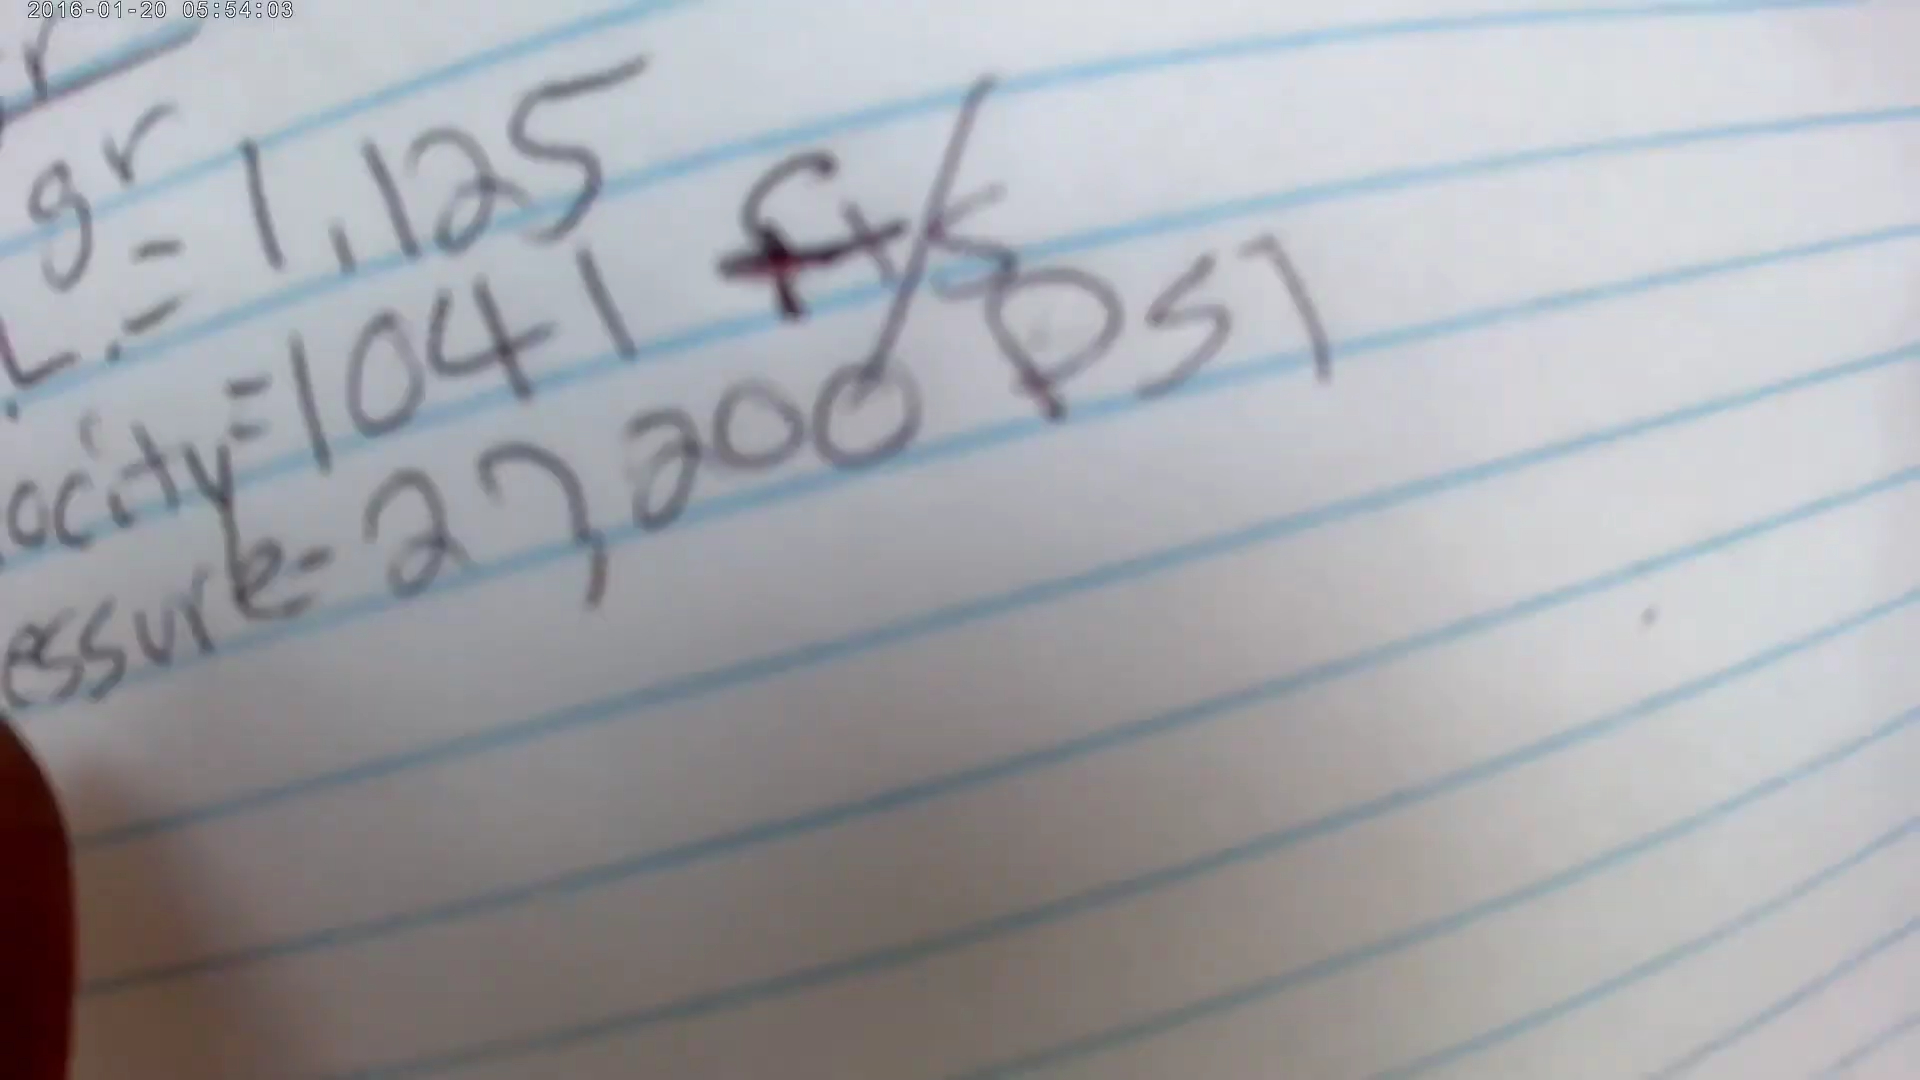 2016-01-20 05:54:03
gr
L. = 1,125
ocity = 1041 ft/s
essure = 27,200 psi